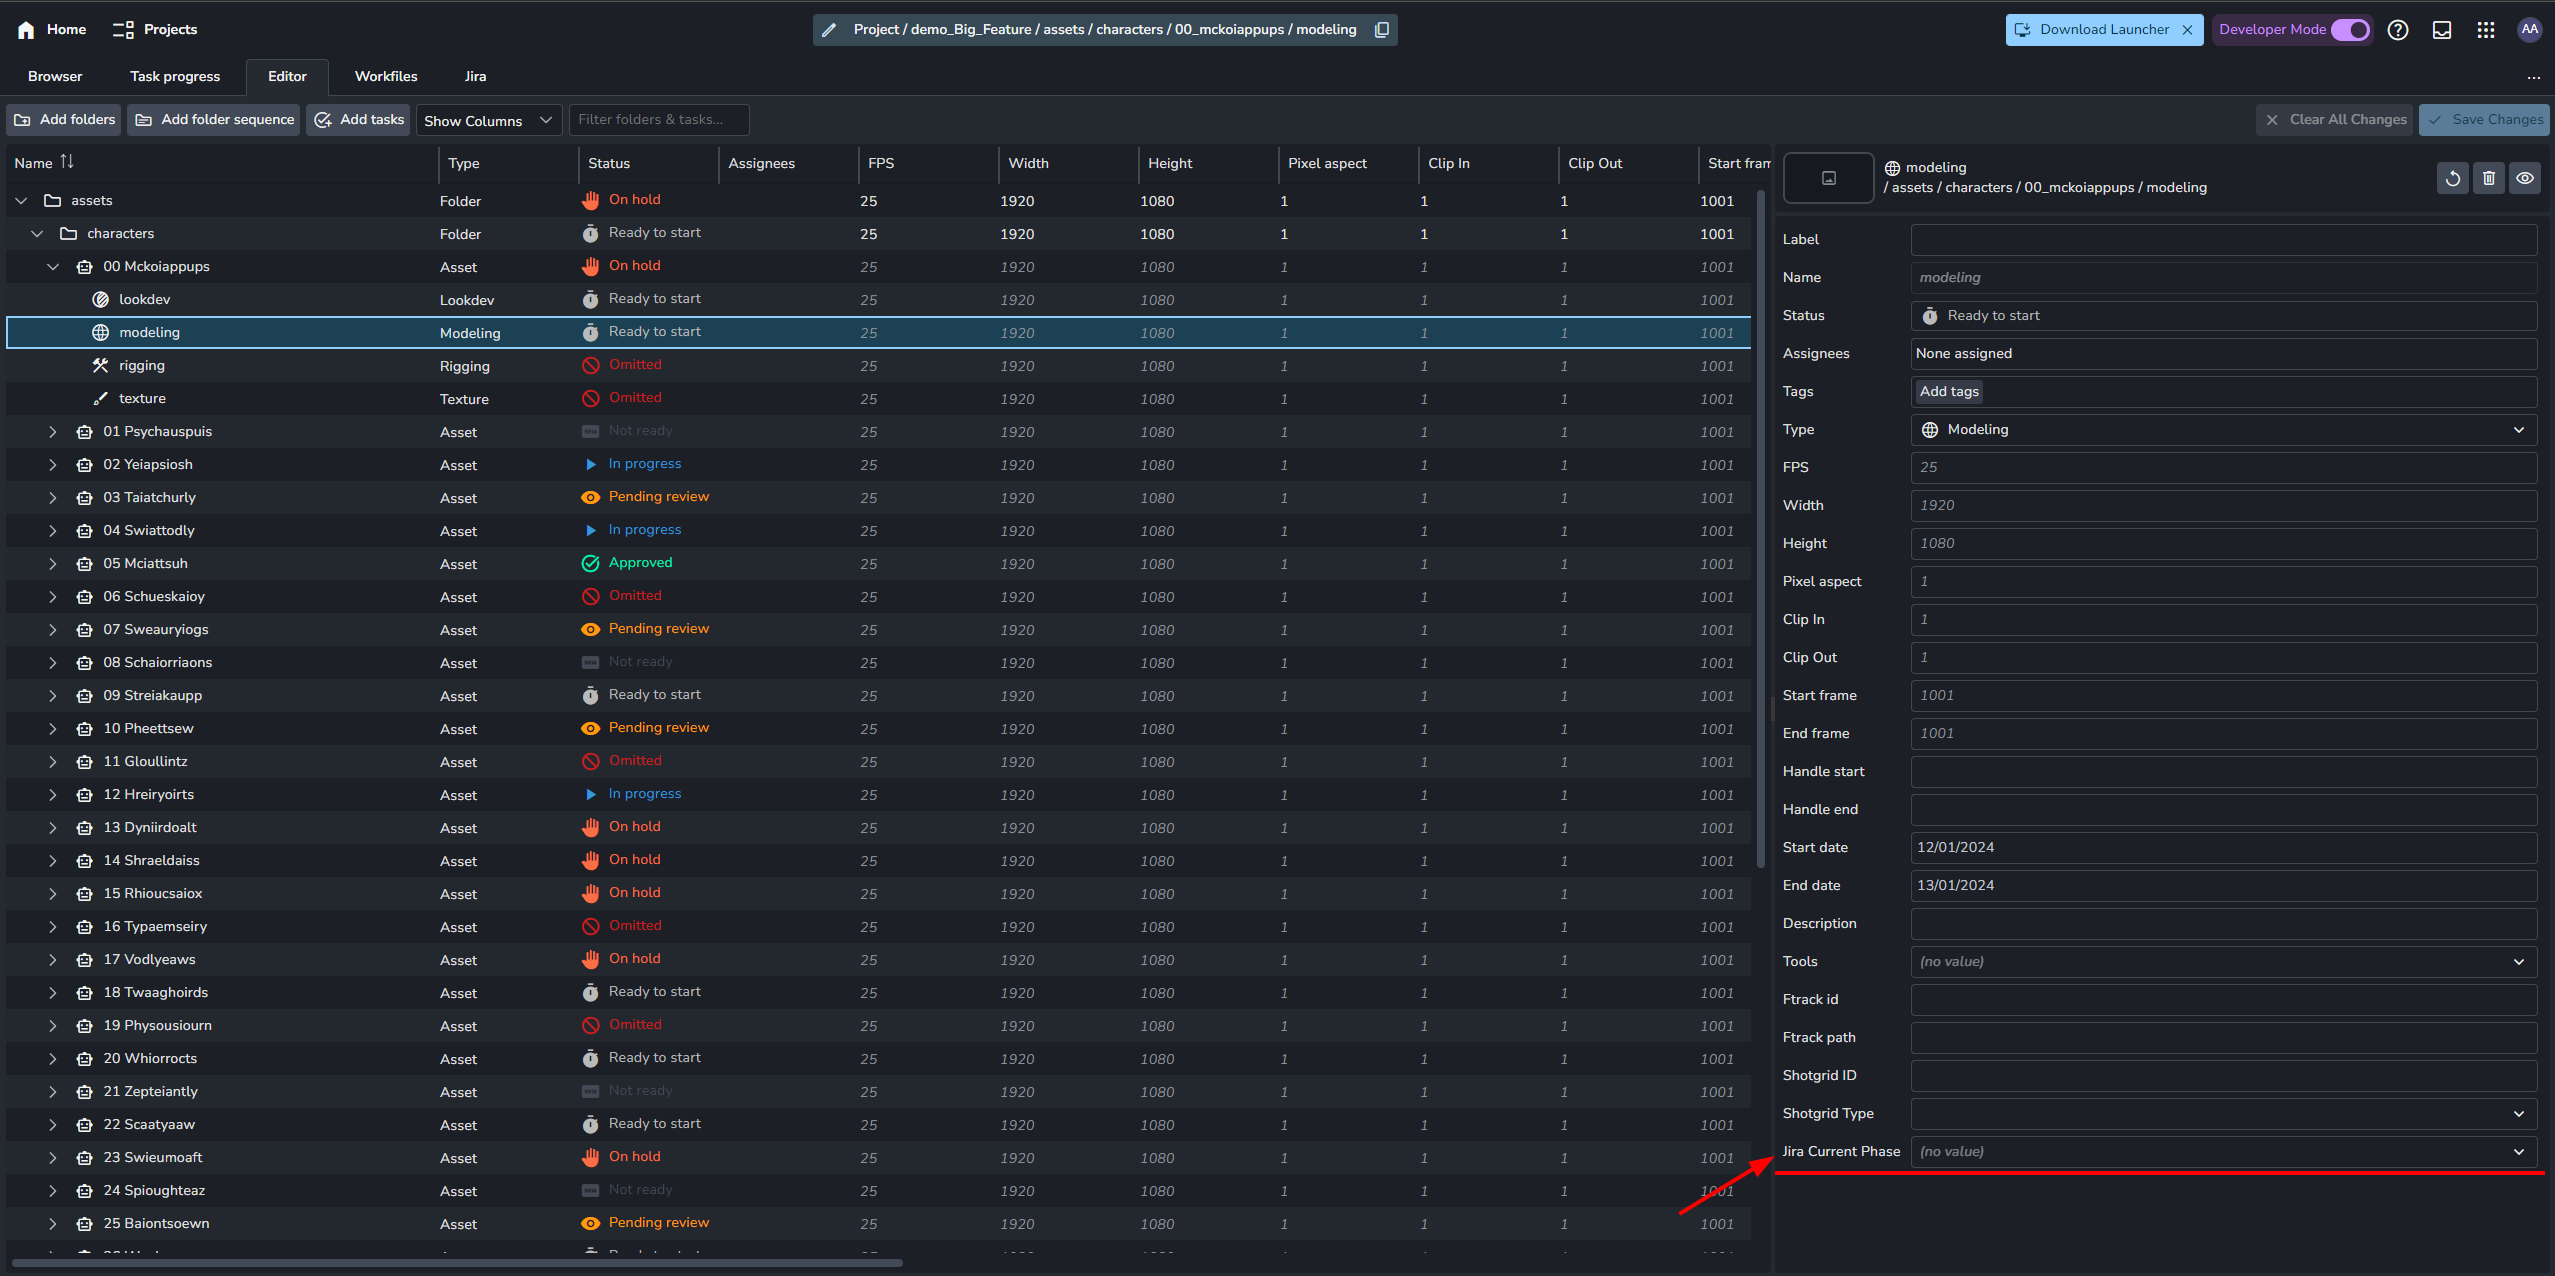 Home Projects Project / demo_Big_Feature / assets / characters / 00_mckoiappups / modeling Download Launcher Developer Mode AA
Browser Task progress Editor Workfiles Jira
Add folders Add folder sequence Add tasks Show Columns Filter folders & tasks... Clear All Changes Save Changes
Name Type Status Assignees FPS Width Height Pixel aspect Clip In Clip Out Start fram
assets Folder On hold 25 1920 1080 1 1 1 1001
characters Folder Ready to start 25 1920 1080 1 1 1 1001
00 Mckoiappups Asset On hold 25 1920 1080 1 1 1 1001
lookdev Lookdev Ready to start 25 1920 1080 1 1 1 1001
modeling Modeling Ready to start 25 1920 1080 1 1 1 1001
rigging Rigging Omitted 25 1920 1080 1 1 1 1001
texture Texture Omitted 25 1920 1080 1 1 1 1001
01 Psychauspuis Asset Not ready 25 1920 1080 1 1 1 1001
02 Yeiapsiosh Asset In progress 25 1920 1080 1 1 1 1001
03 Taiatchurly Asset Pending review 25 1920 1080 1 1 1 1001
04 Swiattodly Asset In progress 25 1920 1080 1 1 1 1001
05 Mciattsuh Asset Approved 25 1920 1080 1 1 1 1001
06 Schueskaioy Asset Omitted 25 1920 1080 1 1 1 1001
07 Sweauryiogs Asset Pending review 25 1920 1080 1 1 1 1001
08 Schaiorriaons Asset Not ready 25 1920 1080 1 1 1 1001
09 Streiakaupp Asset Ready to start 25 1920 1080 1 1 1 1001
10 Pheettsew Asset Pending review 25 1920 1080 1 1 1 1001
11 Gloullintz Asset Omitted 25 1920 1080 1 1 1 1001
12 Hreiryoirts Asset In progress 25 1920 1080 1 1 1 1001
13 Dyniirdoalt Asset On hold 25 1920 1080 1 1 1 1001
14 Shraeldaiss Asset On hold 25 1920 1080 1 1 1 1001
15 Rhioucsaiox Asset On hold 25 1920 1080 1 1 1 1001
16 Typaemseiry Asset Omitted 25 1920 1080 1 1 1 1001
17 Vodlyeaws Asset On hold 25 1920 1080 1 1 1 1001
18 Twaaghoirds Asset Ready to start 25 1920 1080 1 1 1 1001
19 Physousiourn Asset Omitted 25 1920 1080 1 1 1 1001
20 Whiorrocts Asset Ready to start 25 1920 1080 1 1 1 1001
21 Zepteiantly Asset Not ready 25 1920 1080 1 1 1 1001
22 Scaatyaaw Asset Ready to start 25 1920 1080 1 1 1 1001
23 Swieumoaft Asset On hold 25 1920 1080 1 1 1 1001
24 Spioughteaz Asset Not ready 25 1920 1080 1 1 1 1001
25 Baiontsoewn Asset Pending review 25 1920 1080 1 1 1 1001
modeling
/ assets / characters / 00_mckoiappups / modeling
Label
Name modeling
Status Ready to start
Assignees None assigned
Tags Add tags
Type Modeling
FPS 25
Width 1920
Height 1080
Pixel aspect 1
Clip In 1
Clip Out 1
Start frame 1001
End frame 1001
Handle start
Handle end
Start date 12/01/2024
End date 13/01/2024
Description
Tools (no value)
Ftrack id
Ftrack path
Shotgrid ID
Shotgrid Type
Jira Current Phase (no value)